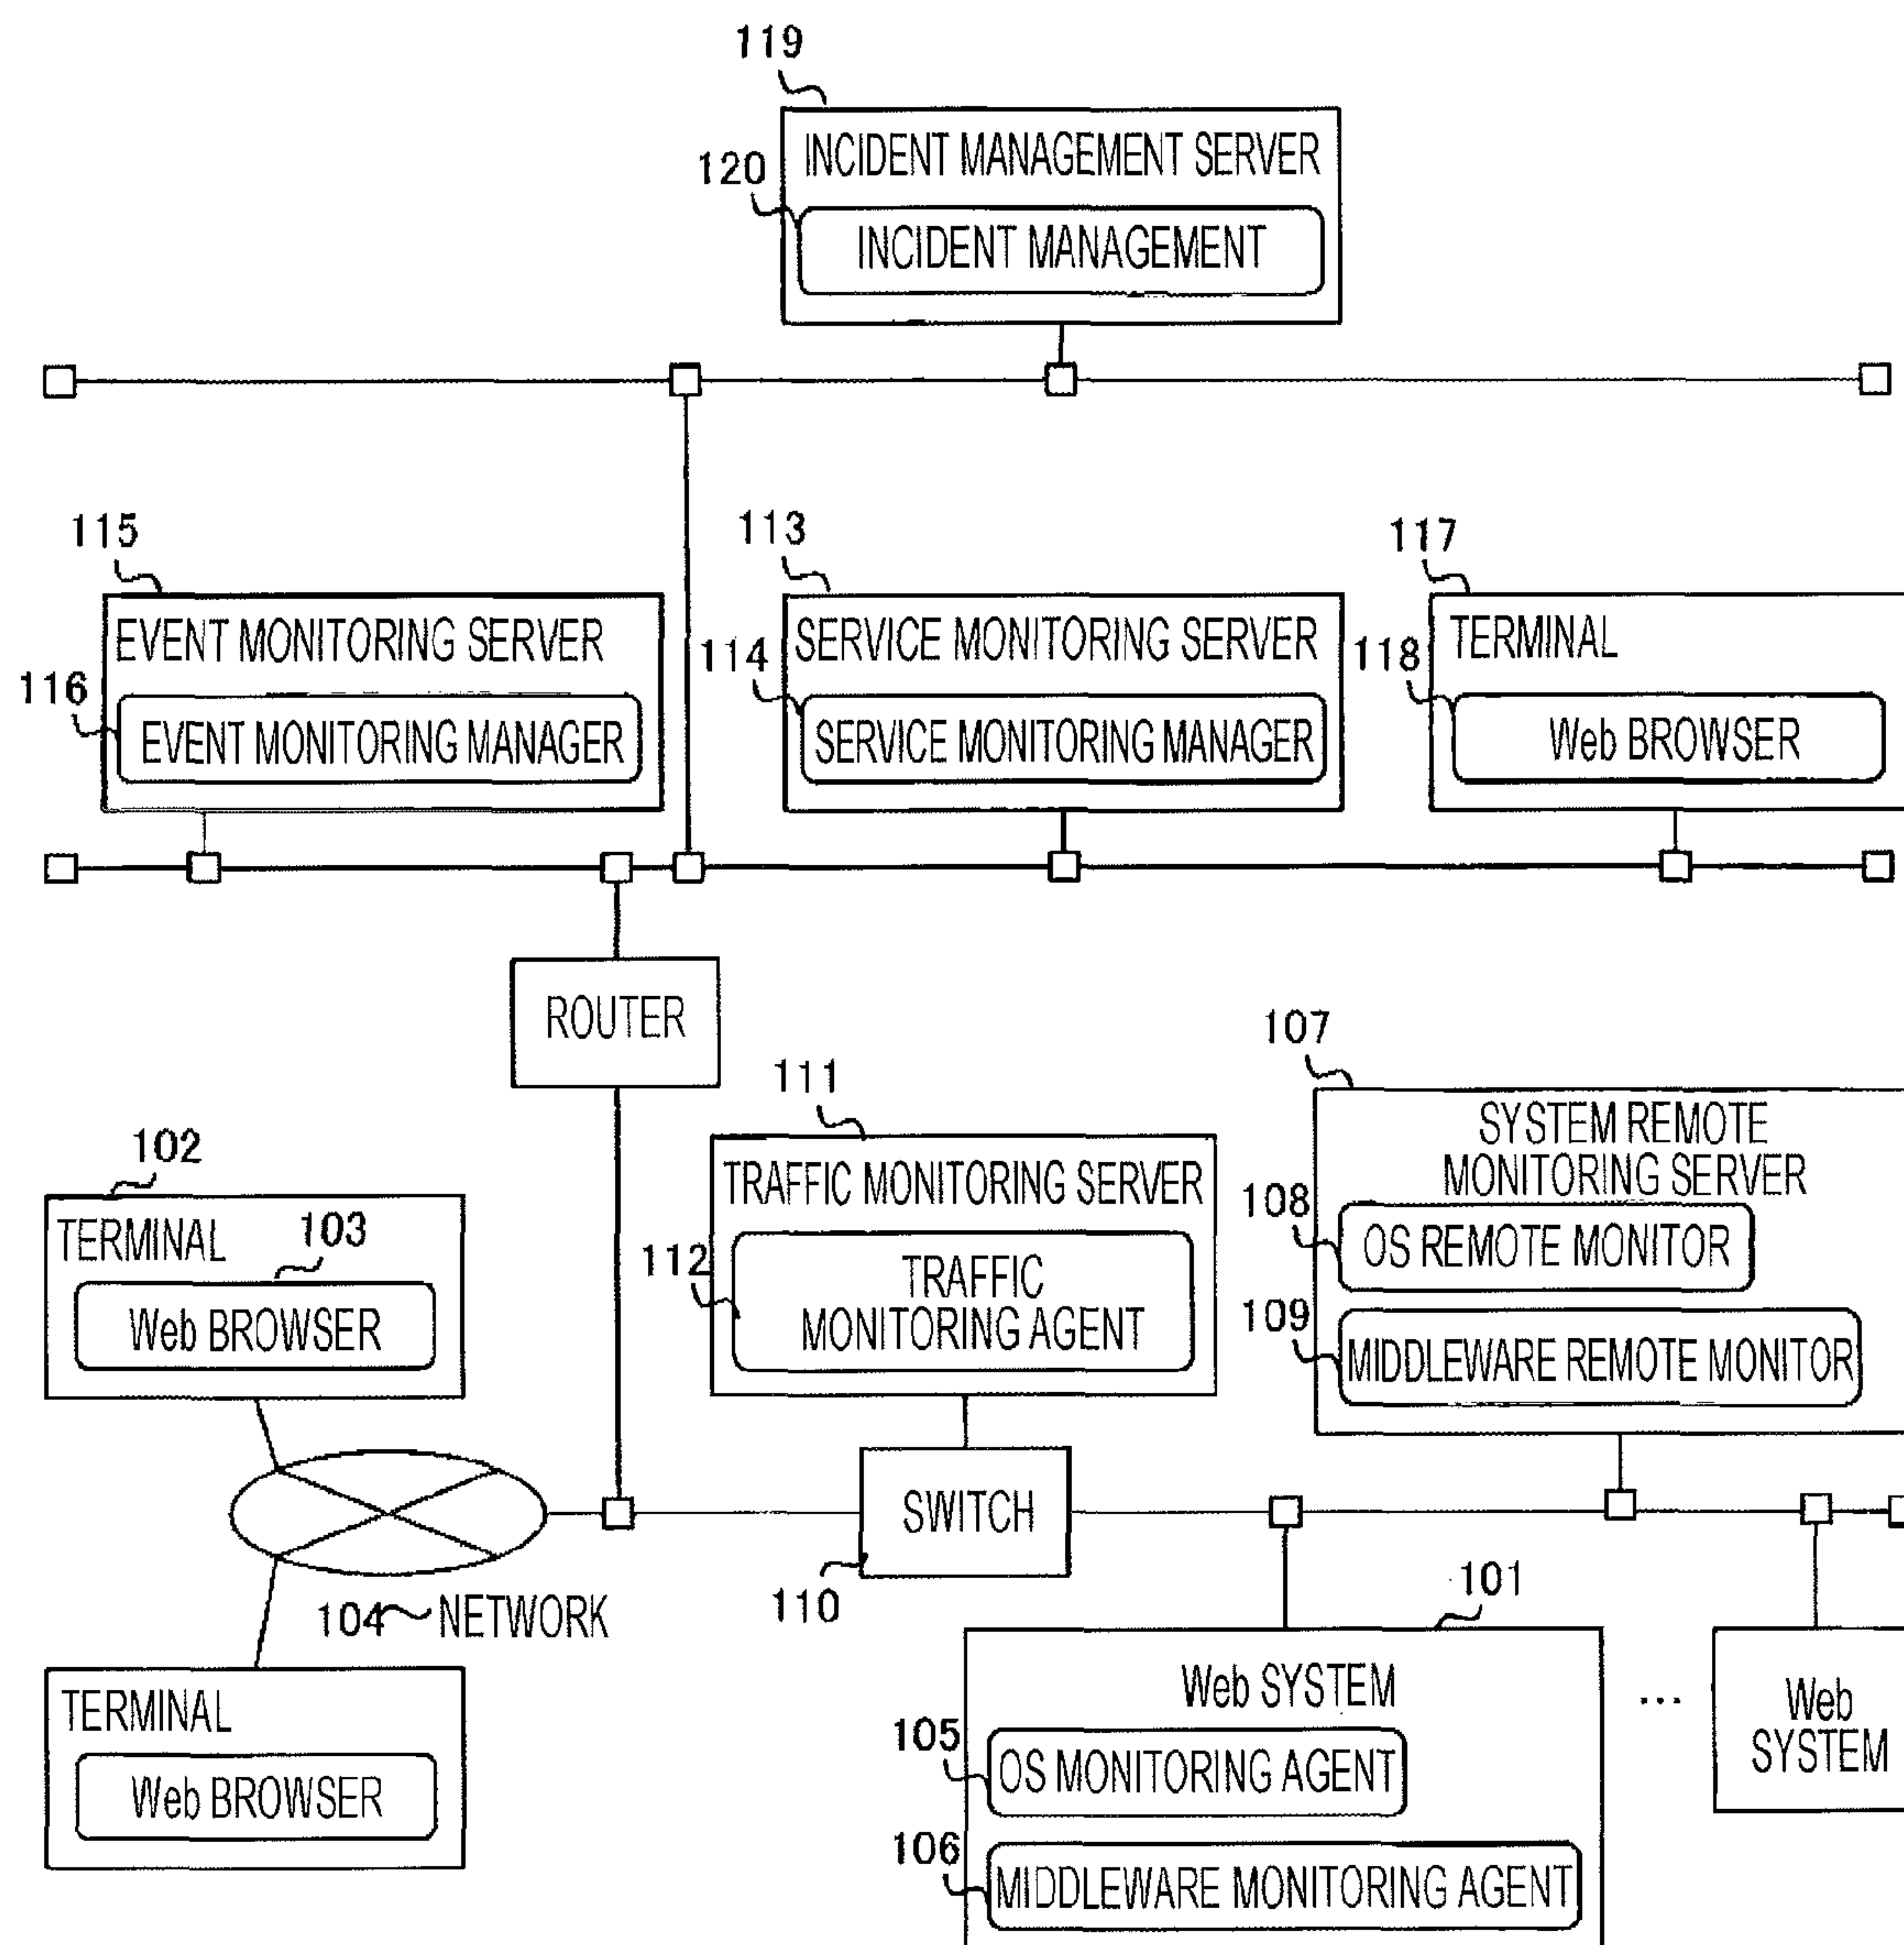 119
INCIDENT MANAGEMENT SERVER
120
INCIDENT MANAGEMENT
115
113
117
EVENT MONITORING SERVER
SERVICE MONITORING SERVER
TERMINAL
116
114
118
EVENT MONITORING MANAGER
SERVICE MONITORING MANAGER
Web BROWSER
ROUTER
107
111
SYSTEM REMOTE
MONITORING SERVER
102
TRAFFIC MONITORING SERVER
108
TERMINAL
103
OS REMOTE MONITOR
112
TRAFFIC
MONITORING AGENT
109
Web BROWSER
MIDDLEWARE REMOTE MONITOR
SWITCH
110
101
104
NETWORK
Web SYSTEM
...
Web
SYSTEM
TERMINAL
105
OS MONITORING AGENT
Web BROWSER
106
MIDDLEWARE MONITORING AGENT